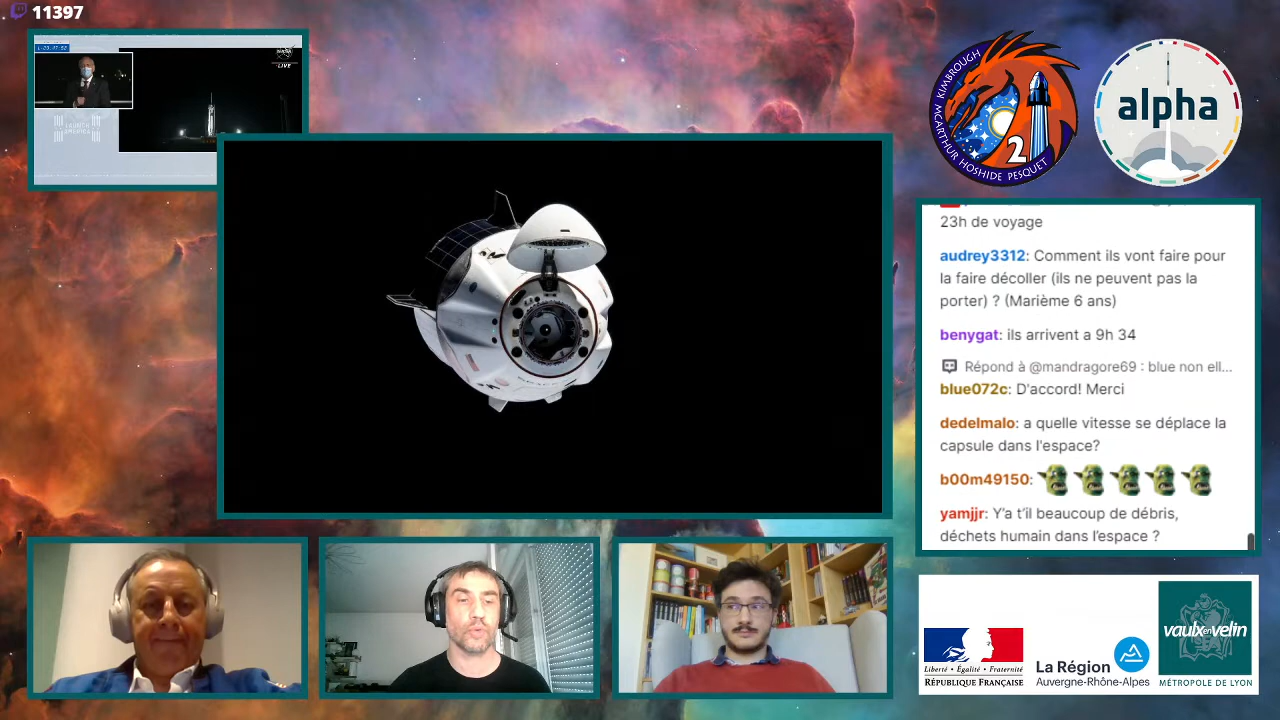 11397
LIVE
McARTHUR KIMBROUGH
HOSHIDE PESQUET
2
alpha
23h de voyage
audrey3312: Comment ils vont faire pour
la faire décoller (ils ne peuvent pas la
porter) ? (Marième 6 ans)
benygat: ils arrivent a 9h 34
Répond à @mandragore69 : blue non ell...
blue072c: D'accord! Merci
dedelmalo: a quelle vitesse se déplace la
capsule dans l'espace?
b00m49150:
yamjjr: Y'a t'il beaucoup de débris,
déchets humain dans l'espace ?
Liberté • Égalité • Fraternité
RÉPUBLIQUE FRANÇAISE
La Région
Auvergne-Rhône-Alpes
vaulx en velin
MÉTROPOLE DE LYON